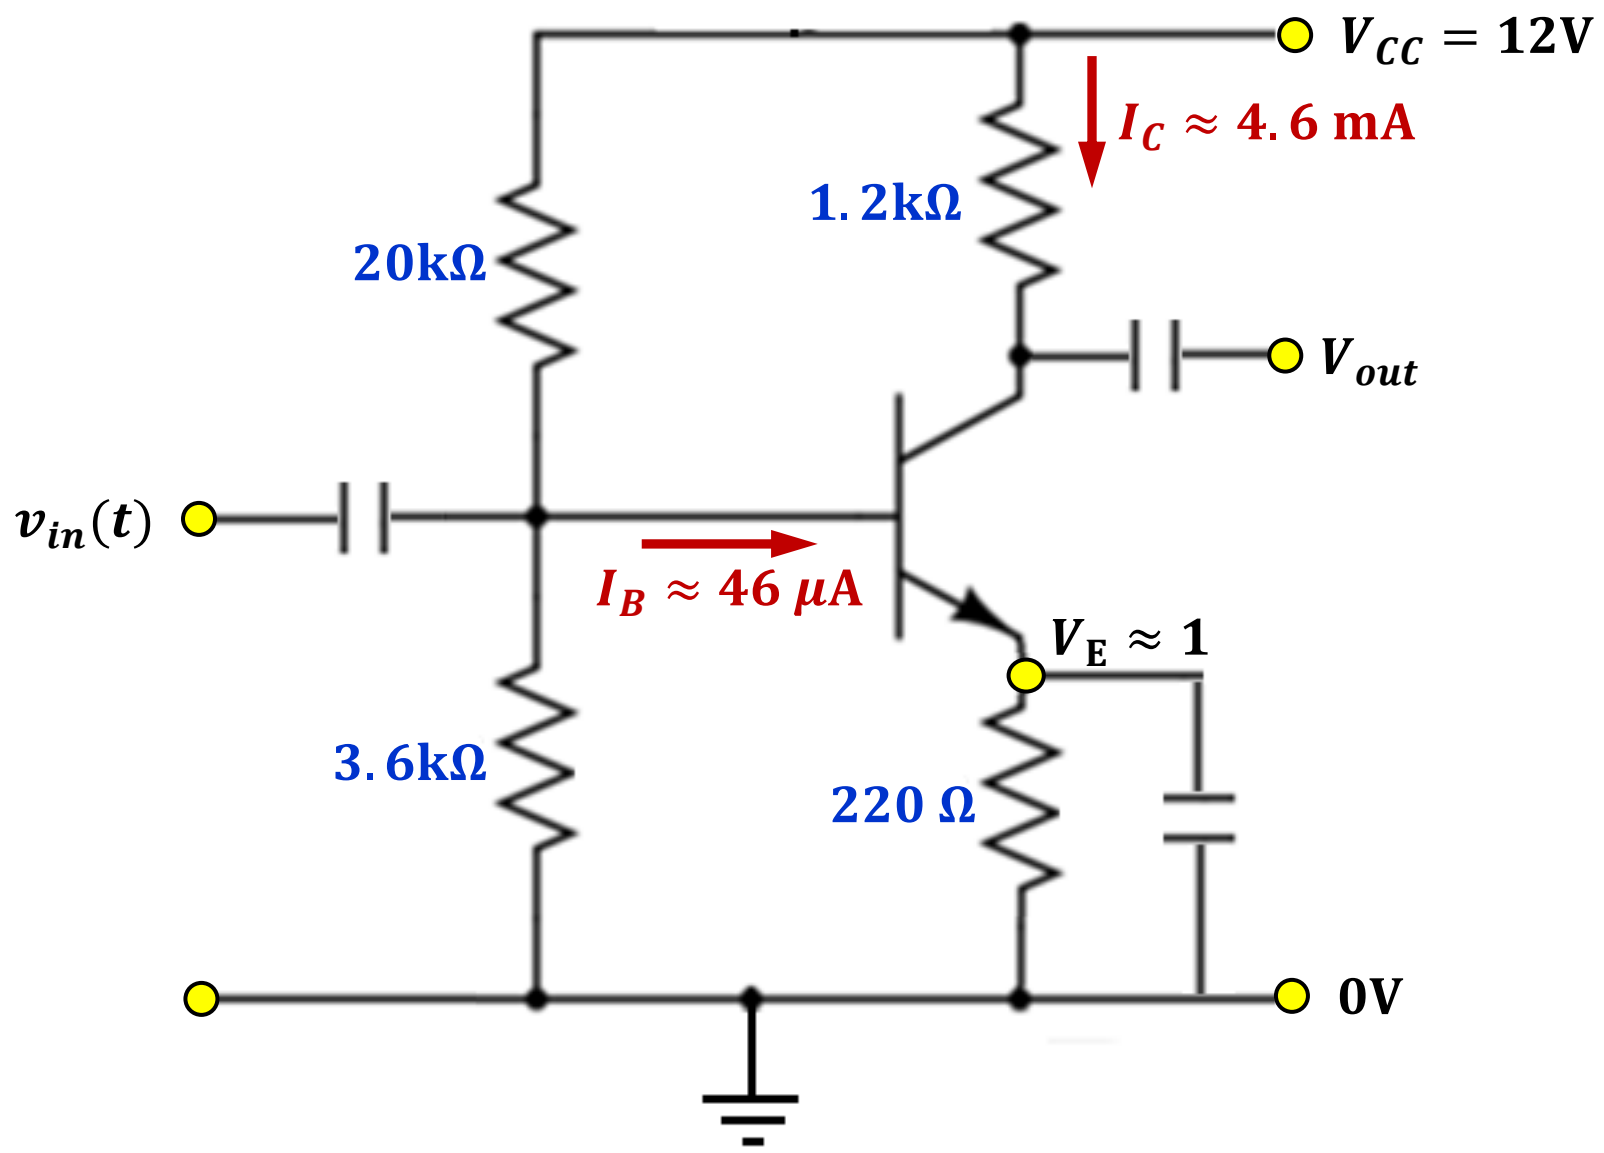 V_CC = 12V
I_C ≈ 4.6 mA
1.2kΩ
20kΩ
V_out
v_in(t)
I_B ≈ 46 μA
V_E ≈ 1
3.6kΩ
220 Ω
0V